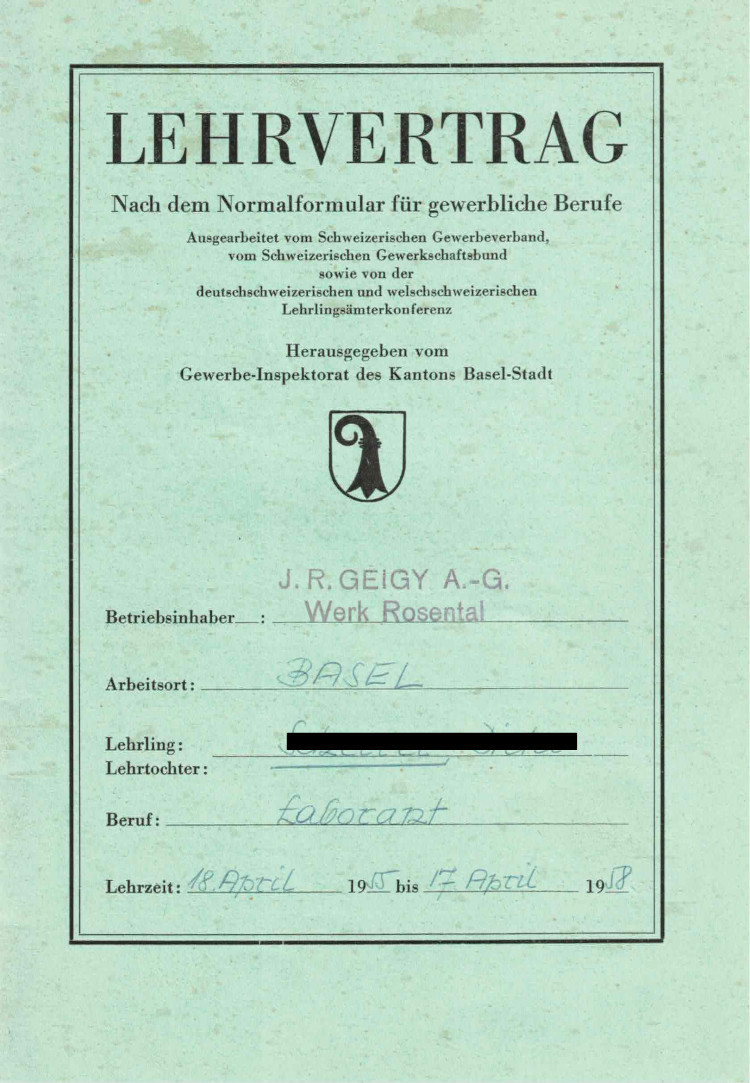 LEHRVERTRAG
Nach dem Normalformular für gewerbliche Berufe
Ausgearbeitet vom Schweizerischen Gewerbeverband,
vom Schweizerischen Gewerkschaftsbund
sowie von der
deutschschweizerischen und welschschweizerischen
Lehrlingsämterkonferenz
Herausgegeben vom
Gewerbe-Inspektorat des Kantons Basel-Stadt
J. R. GEIGY A.-G.
Betriebsinhaber : Werk Rosental
Arbeitsort: BASEL
Lehrling:
Lehrtochter:
Beruf: Laborant
Lehrzeit: 18. April 1955 bis 17. April 1958